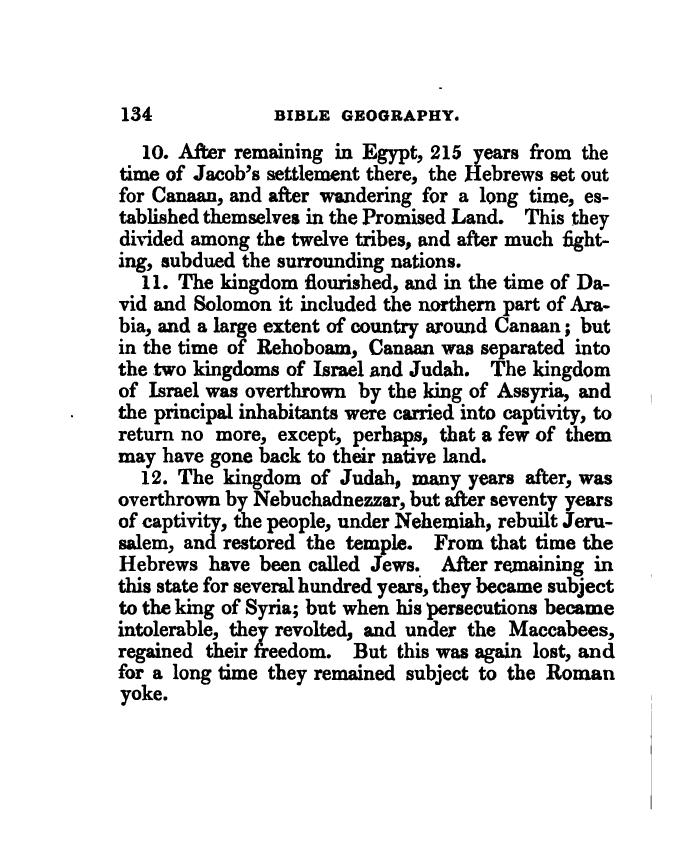 134 BIBLE GEOGRAPHY.
10. After remaining in Egypt, 215 years from the
time of Jacob's settlement there, the Hebrews set out
for Canaan, and after wandering for a long time, es-
tablished themselves in the Promised Land. This they
divided among the twelve tribes, and after much fight-
ing, subdued the surrounding nations.
11. The kingdom flourished, and in the time of Da-
vid and Solomon it included the northern part of Ara-
bia, and a large extent of country around Canaan; but
in the time of Rehoboam, Canaan was separated into
the two kingdoms of Israel and Judah. The kingdom
of Israel was overthrown by the king of Assyria, and
the principal inhabitants were carried into captivity, to
return no more, except, perhaps, that a few of them
may have gone back to their native land.
12. The kingdom of Judah, many years after, was
overthrown by Nebuchadnezzar, but after seventy years
of captivity, the people, under Nehemiah, rebuilt Jeru-
salem, and restored the temple. From that time the
Hebrews have been called Jews. After remaining in
this state for several hundred years, they became subject
to the king of Syria; but when his persecutions became
intolerable, they revolted, and under the Maccabees,
regained their freedom. But this was again lost, and
for a long time they remained subject to the Roman
yoke.